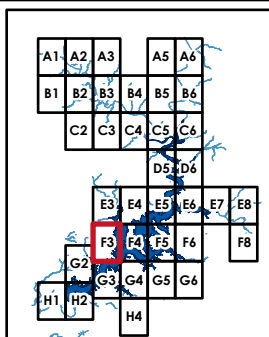 A1 A2 A3 A5 A6
B1 B2 B3 B4 B5 B6
C2 C3 C4 C5 C6
D5 D6
E3 E4 E5 E6 E7 E8
F3 F4 F5 F6 F8
G2
G3 G4 G5 G6
H1 H2
H4